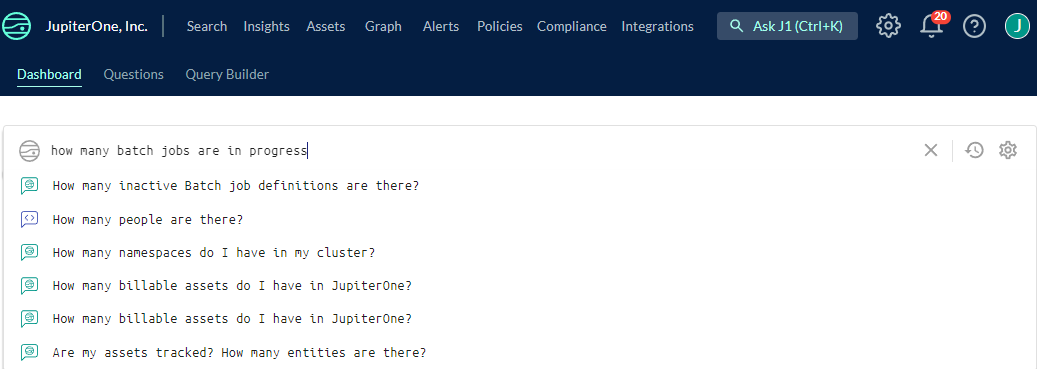 JupiterOne, Inc. Search Insights Assets Graph Alerts Policies Compliance Integrations Ask J1 (Ctrl+K) 20 J
Dashboard Questions Query Builder
how many batch jobs are in progress
How many inactive Batch job definitions are there?
How many people are there?
How many namespaces do I have in my cluster?
How many billable assets do I have in JupiterOne?
How many billable assets do I have in JupiterOne?
Are my assets tracked? How many entities are there?